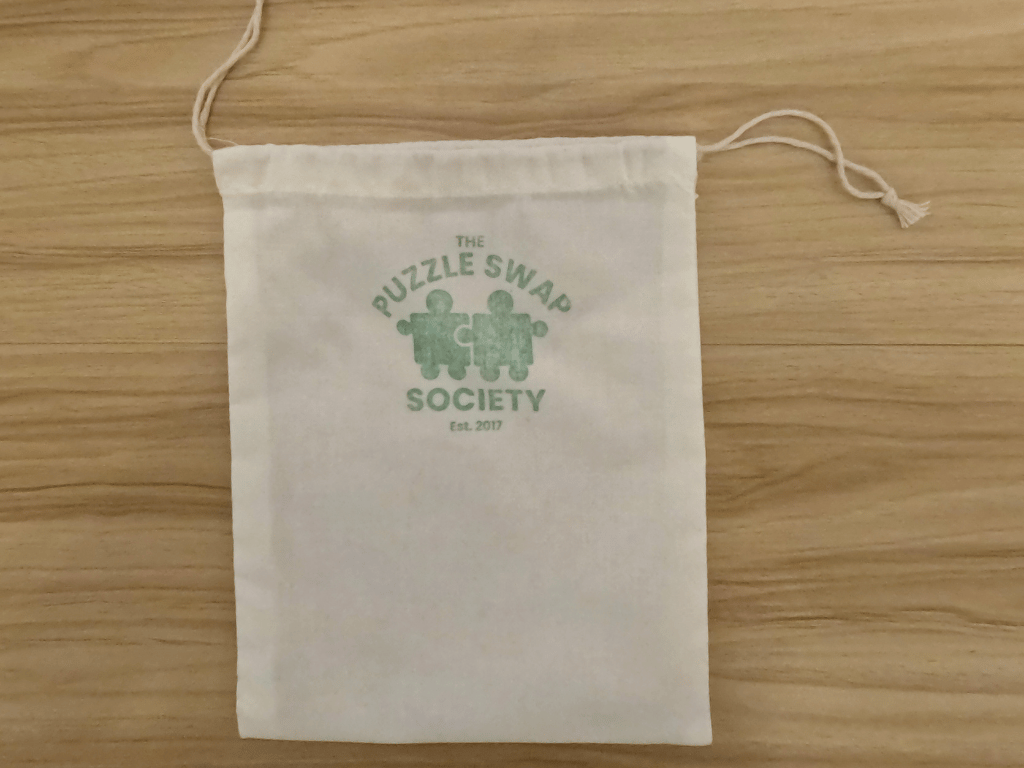 THE
PUZZLE SWAP
SOCIETY
Est. 2017